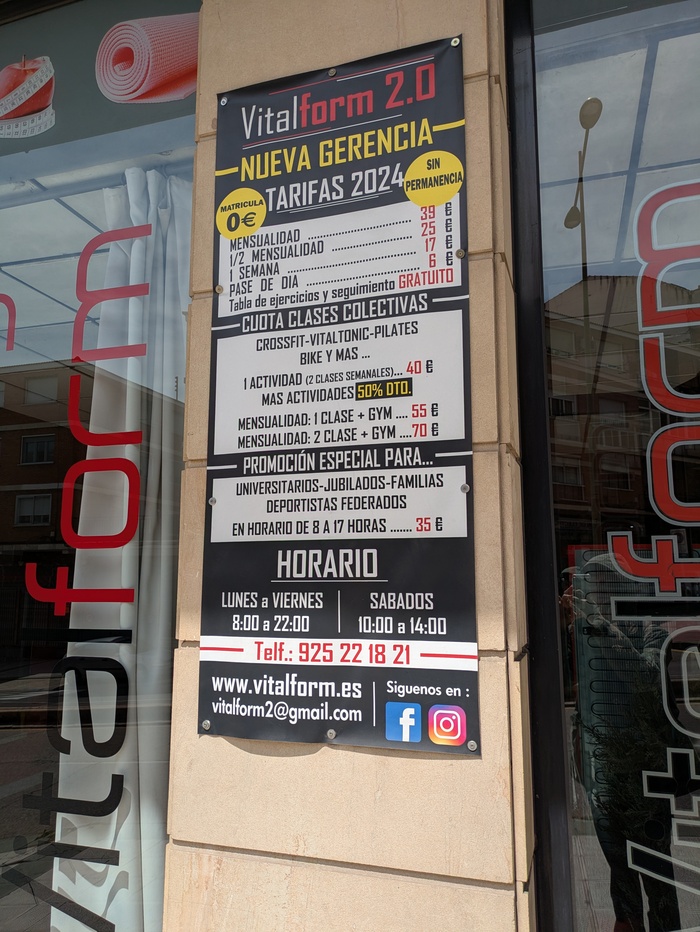 Vitalform 2.0
NUEVA GERENCIA
TARIFAS 2024
MATRICULA
0€
SIN
PERMANENCIA
MENSUALIDAD ........................ 39 €
1/2 MENSUALIDAD ........................ 25 €
1 SEMANA ........................ 17 €
PASE DE DIA ........................ 6 €
Tabla de ejercicios y seguimiento GRATUITO
CUOTA CLASES COLECTIVAS
CROSSFIT-VITALTONIC-PILATES
BIKE Y MAS ...
1 ACTIVIDAD (2 CLASES SEMANALES)... 40 €
MAS ACTIVIDADES 50% DTO.
MENSUALIDAD: 1 CLASE + GYM .... 55 €
MENSUALIDAD: 2 CLASE + GYM ....70 €
PROMOCIÓN ESPECIAL PARA...
UNIVERSITARIOS-JUBILADOS-FAMILIAS
DEPORTISTAS FEDERADOS
EN HORARIO DE 8 A 17 HORAS ....... 35 €
HORARIO
LUNES a VIERNES
8:00 a 22:00
SABADOS
10:00 a 14:00
Telf.: 925 22 18 21
www.vitalform.es
vitalform2@gmail.com
Siguenos en :
Vitalform
Vitalform